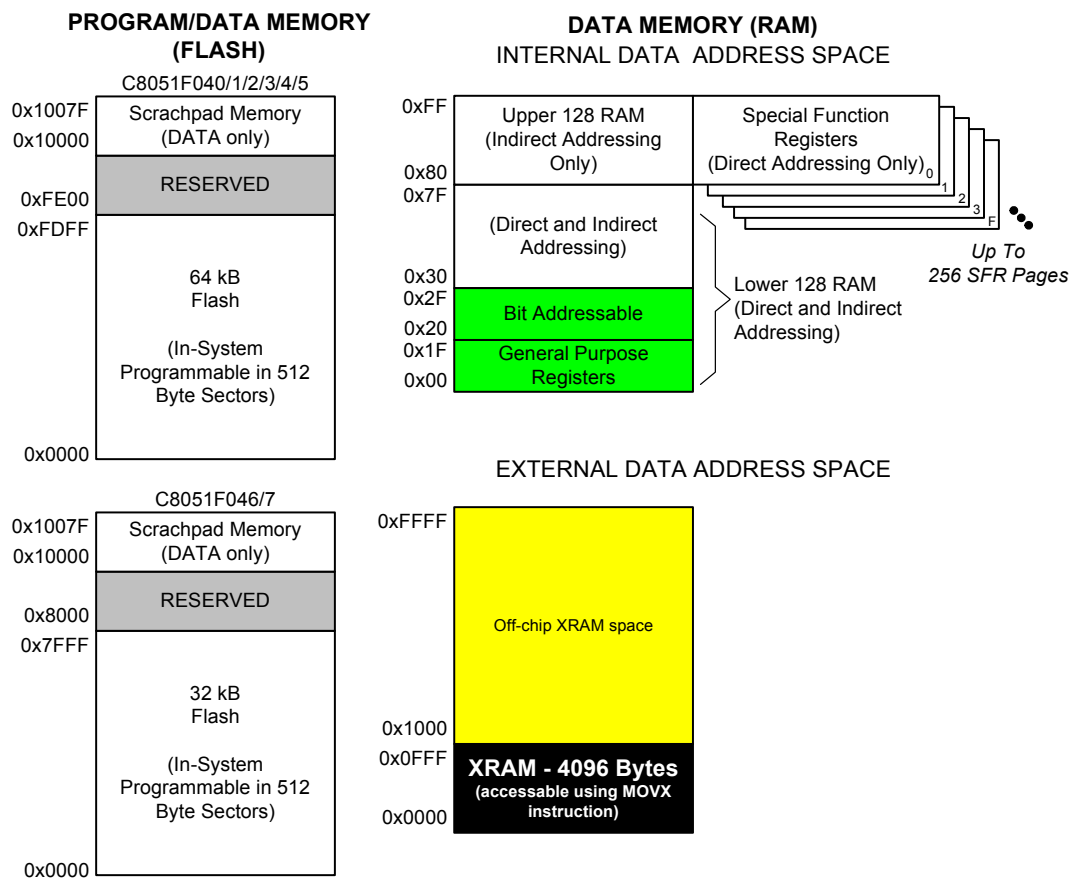 PROGRAM/DATA MEMORY
(FLASH)
C8051F040/1/2/3/4/5
0x1007F
Scrachpad Memory
0x10000
(DATA only)
RESERVED
0xFE00
0xFDFF
64 kB
Flash
(In-System
Programmable in 512
Byte Sectors)
0x0000
C8051F046/7
0x1007F
Scrachpad Memory
0x10000
(DATA only)
RESERVED
0x8000
0x7FFF
32 kB
Flash
(In-System
Programmable in 512
Byte Sectors)
0x0000
DATA MEMORY (RAM)
INTERNAL DATA ADDRESS SPACE
0xFF
Upper 128 RAM
(Indirect Addressing
Only)
0x80
Special Function
Registers
(Direct Addressing Only)
0
1
2
3
F
Up To
256 SFR Pages
0x7F
(Direct and Indirect
Addressing)
0x30
0x2F
Bit Addressable
0x20
0x1F
General Purpose
Registers
0x00
Lower 128 RAM
(Direct and Indirect
Addressing)
EXTERNAL DATA ADDRESS SPACE
0xFFFF
Off-chip XRAM space
0x1000
0x0FFF
XRAM - 4096 Bytes
(accessable using MOVX
instruction)
0x0000